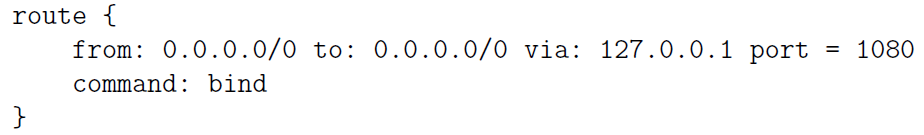 route {
    from: 0.0.0.0/0 to: 0.0.0.0/0 via: 127.0.0.1 port = 1080
    command: bind
}